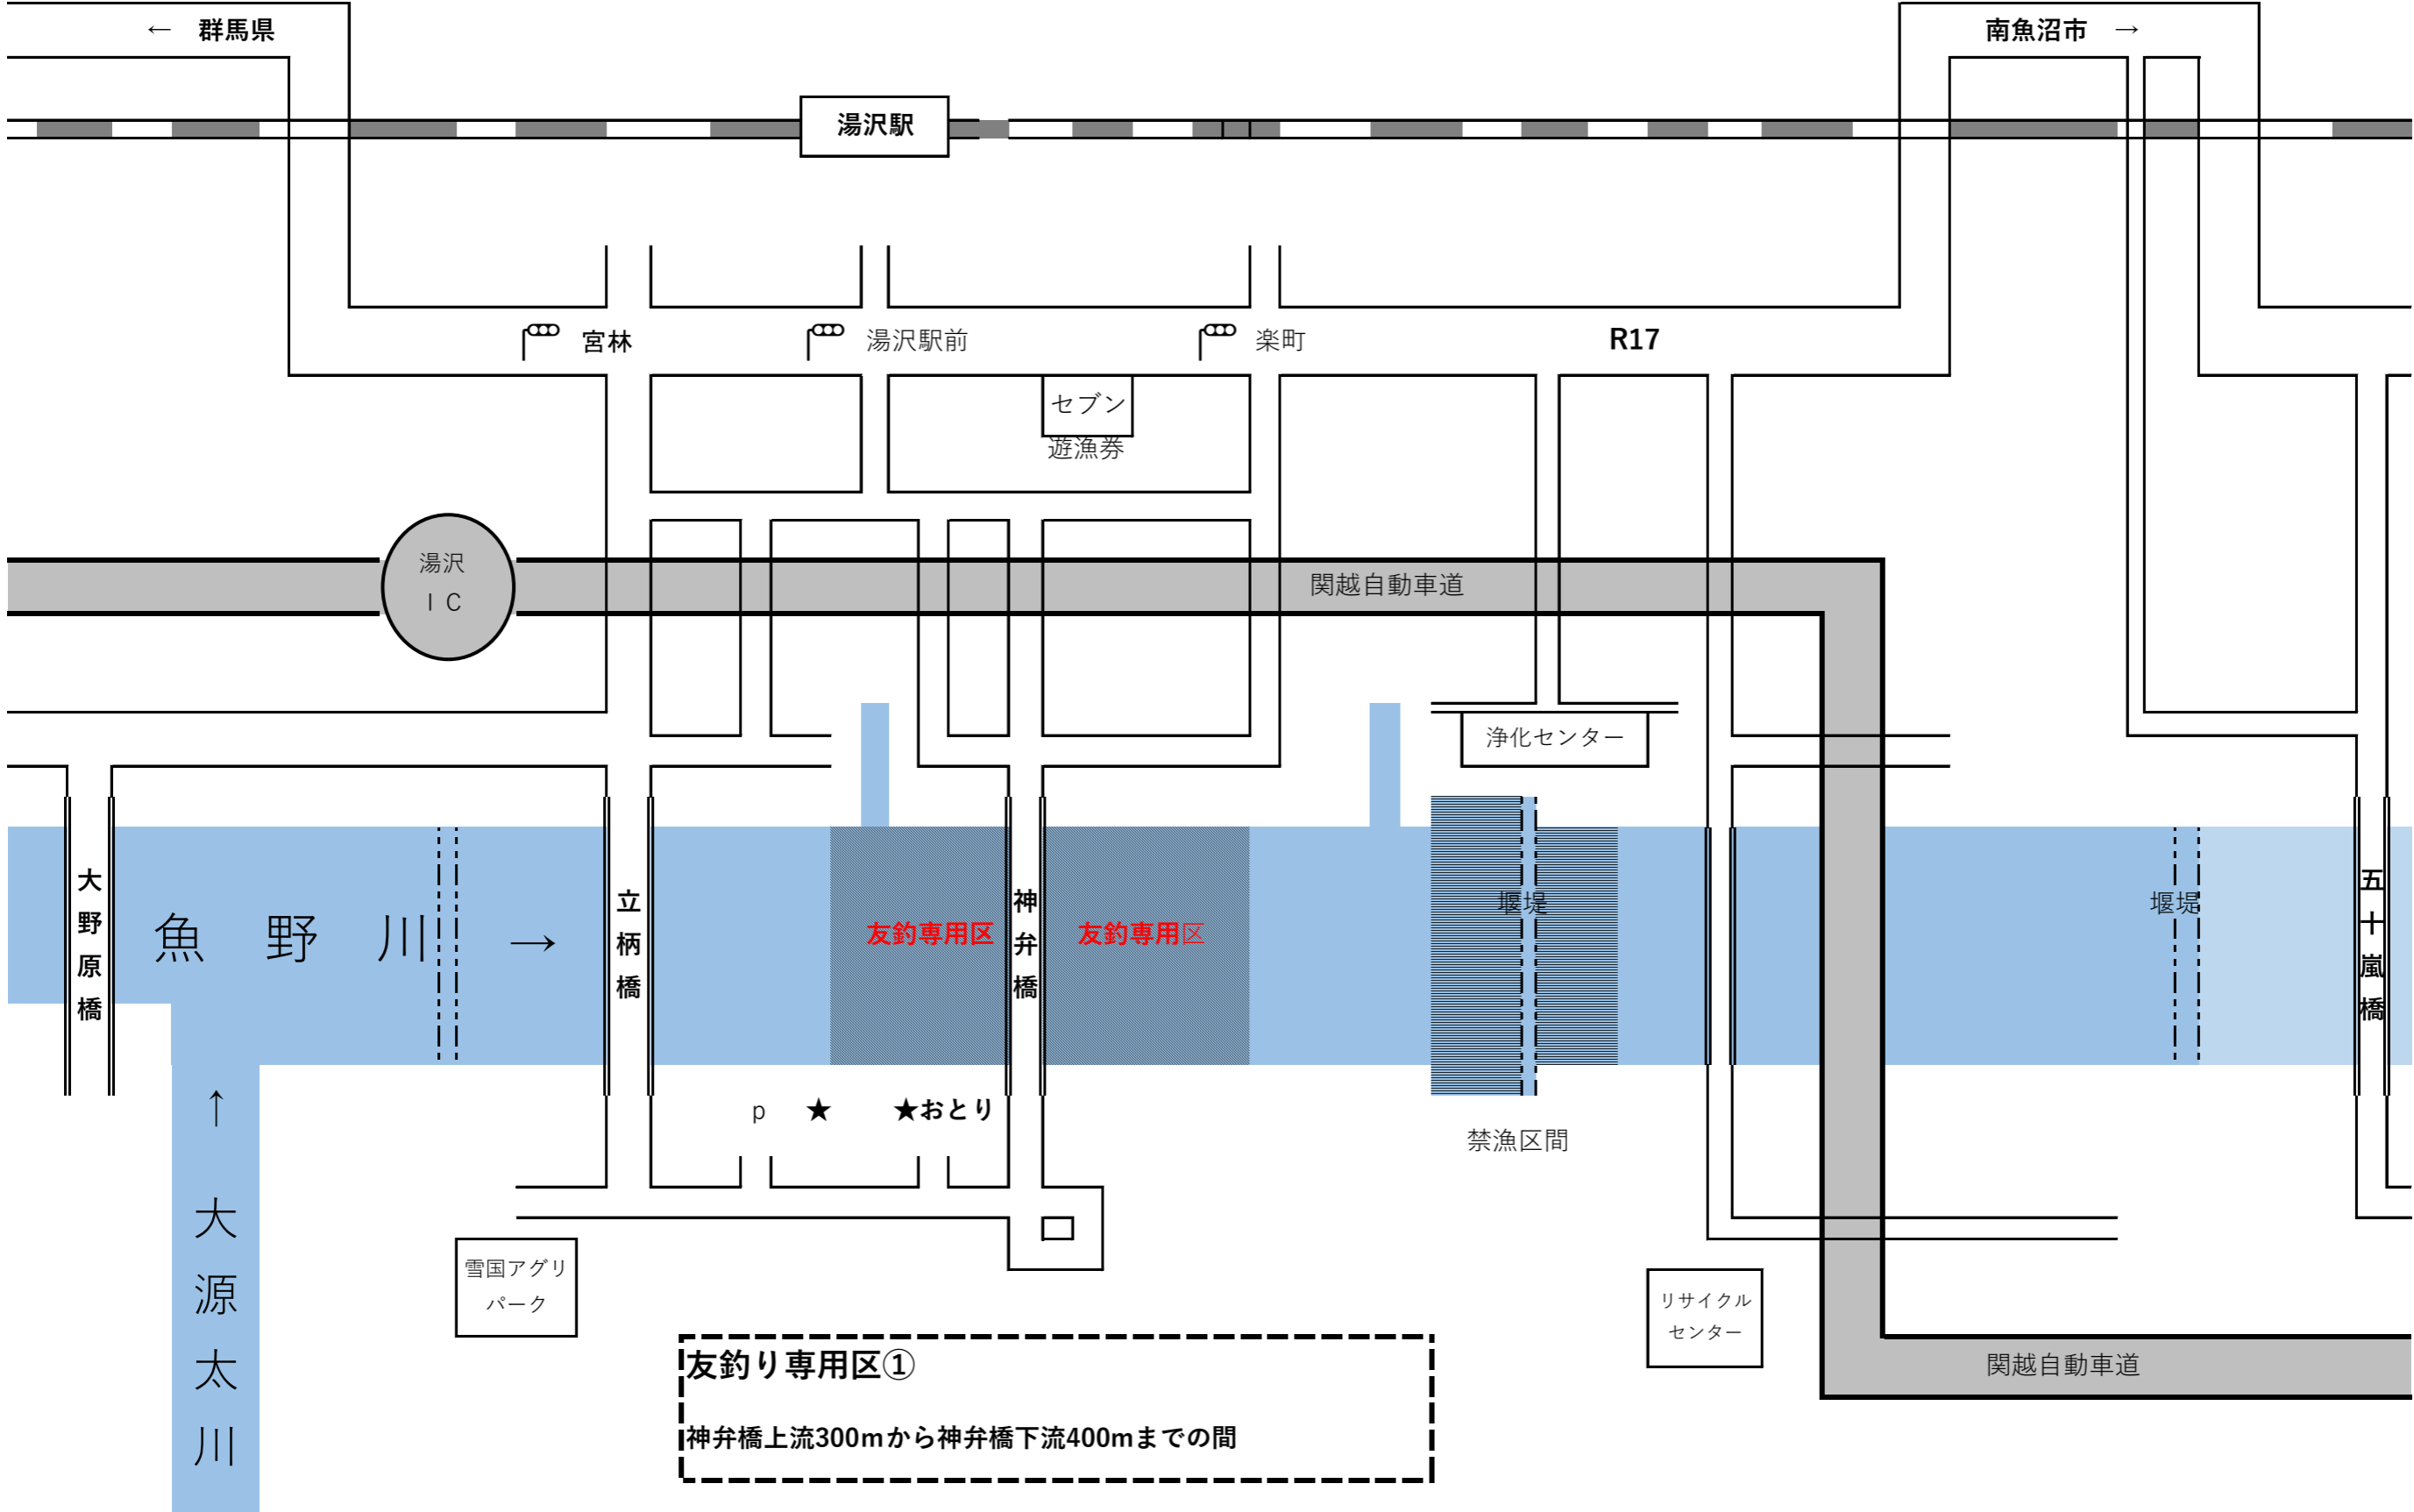 ← 群馬県
南魚沼市 →
湯沢駅
宮林
湯沢駅前
楽町
R17
セブン
遊漁券
湯沢
IC
関越自動車道
浄化センター
大野原橋
魚野川 →
立柄橋
友釣専用区
神弁橋
友釣専用区
堰堤
堰堤
五十嵐橋
↑
大源太川
p ★ ★おとり
禁漁区間
雪国アグリ
パーク
リサイクル
センター
関越自動車道
友釣り専用区①
神弁橋上流300mから神弁橋下流400mまでの間